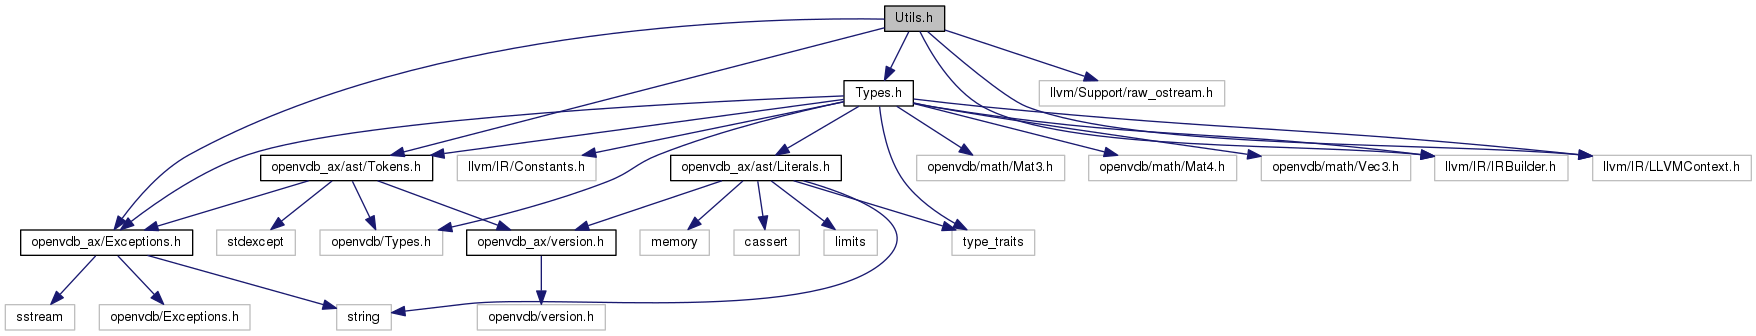 Utils.h
Types.h
llvm/Support/raw_ostream.h
openvdb_ax/ast/Tokens.h
llvm/IR/Constants.h
openvdb_ax/ast/Literals.h
openvdb/math/Mat3.h
openvdb/math/Mat4.h
openvdb/math/Vec3.h
llvm/IR/IRBuilder.h
llvm/IR/LLVMContext.h
openvdb_ax/Exceptions.h
stdexcept
openvdb/Types.h
openvdb_ax/version.h
memory
cassert
limits
type_traits
sstream
openvdb/Exceptions.h
string
openvdb/version.h